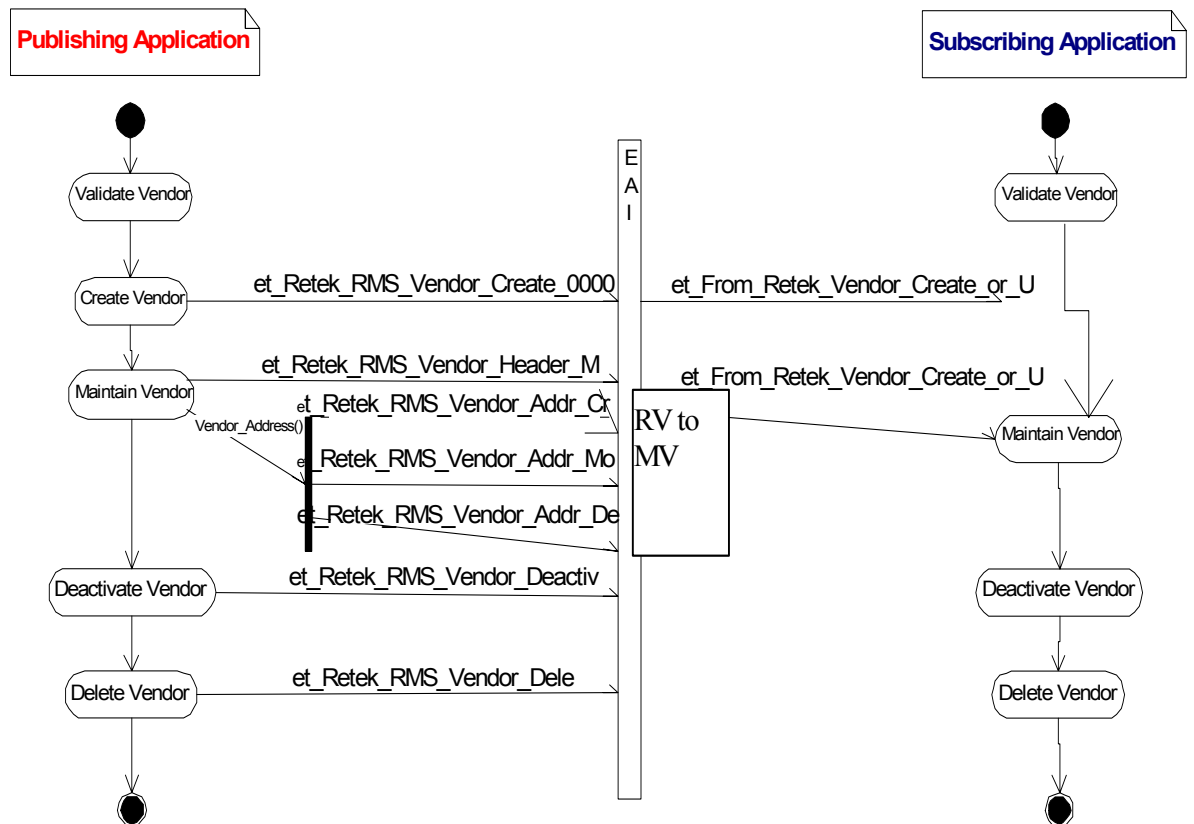 Publishing Application
Subscribing Application
E
A
I
Validate Vendor
Validate Vendor
et_Retek_RMS_Vendor_Create_0000
et_From_Retek_Vendor_Create_or_U
Create Vendor
et_Retek_RMS_Vendor_Header_M
et_From_Retek_Vendor_Create_or_U
Maintain Vendor
et_Retek_RMS_Vendor_Addr_Cr
Vendor_Address()
RV to
MV
Maintain Vendor
et_Retek_RMS_Vendor_Addr_Mo
et_Retek_RMS_Vendor_Addr_De
Deactivate Vendor
et_Retek_RMS_Vendor_Deactiv
Deactivate Vendor
Delete Vendor
et_Retek_RMS_Vendor_Dele
Delete Vendor